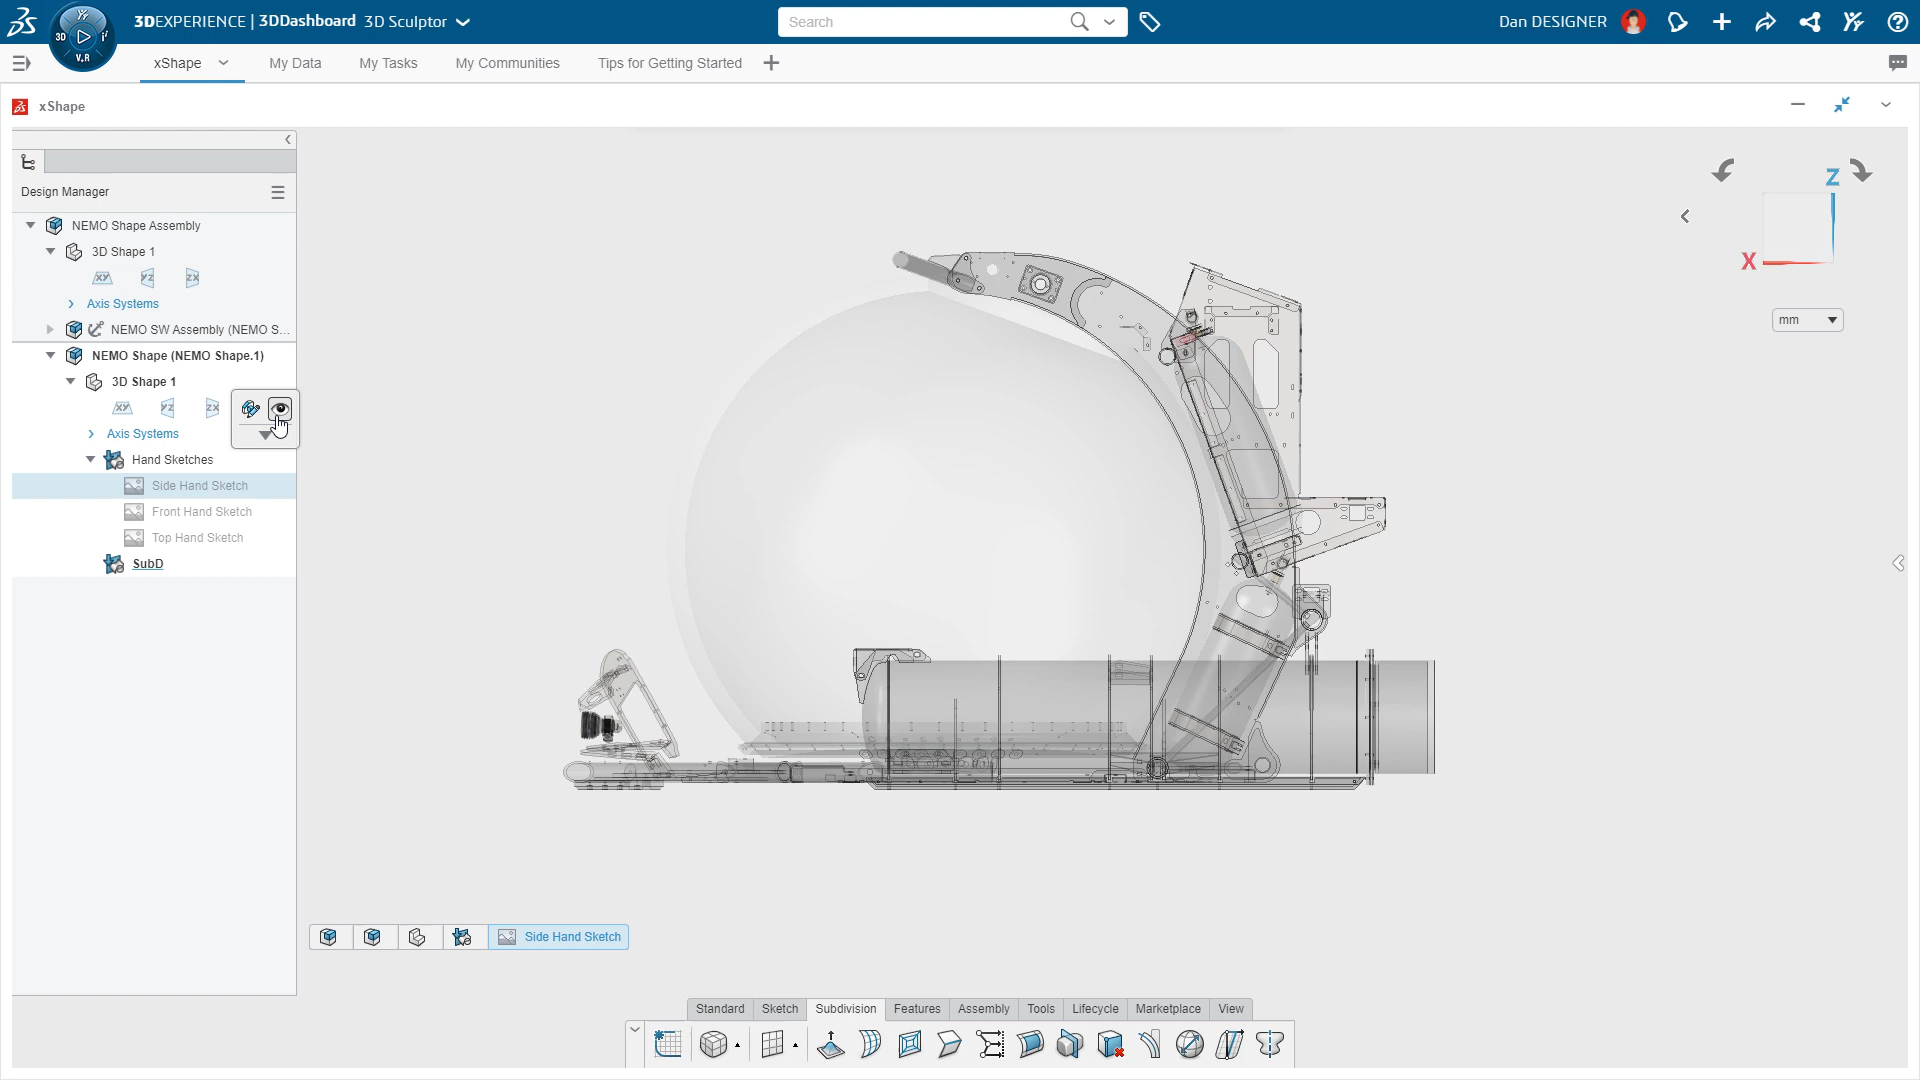 3DEXPERIENCE | 3DDashboard 3D Sculptor
Search
Dan DESIGNER
3D
V.R
xShape
My Data
My Tasks
My Communities
Tips for Getting Started
xShape
Design Manager
NEMO Shape Assembly
3D Shape 1
XY YZ ZX
Axis Systems
NEMO SW Assembly (NEMO S...
NEMO Shape (NEMO Shape.1)
3D Shape 1
XY YZ ZX
Axis Systems
Hand Sketches
Side Hand Sketch
Front Hand Sketch
Top Hand Sketch
SubD
Z
X
mm
Side Hand Sketch
Standard
Sketch
Subdivision
Features
Assembly
Tools
Lifecycle
Marketplace
View